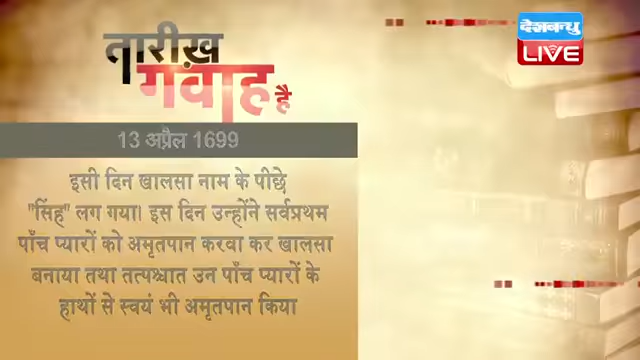 तारीख़
गवाह है
देशबन्धु
LIVE
13 अप्रैल 1699
इसी दिन खालसा नाम के पीछे
"सिंह" लग गया। इस दिन उन्होंने सर्वप्रथम
पाँच प्यारों को अमृतपान करवा कर खालसा
बनाया तथा तत्पश्चात उन पाँच प्यारों के
हाथों से स्वयं भी अमृतपान किया